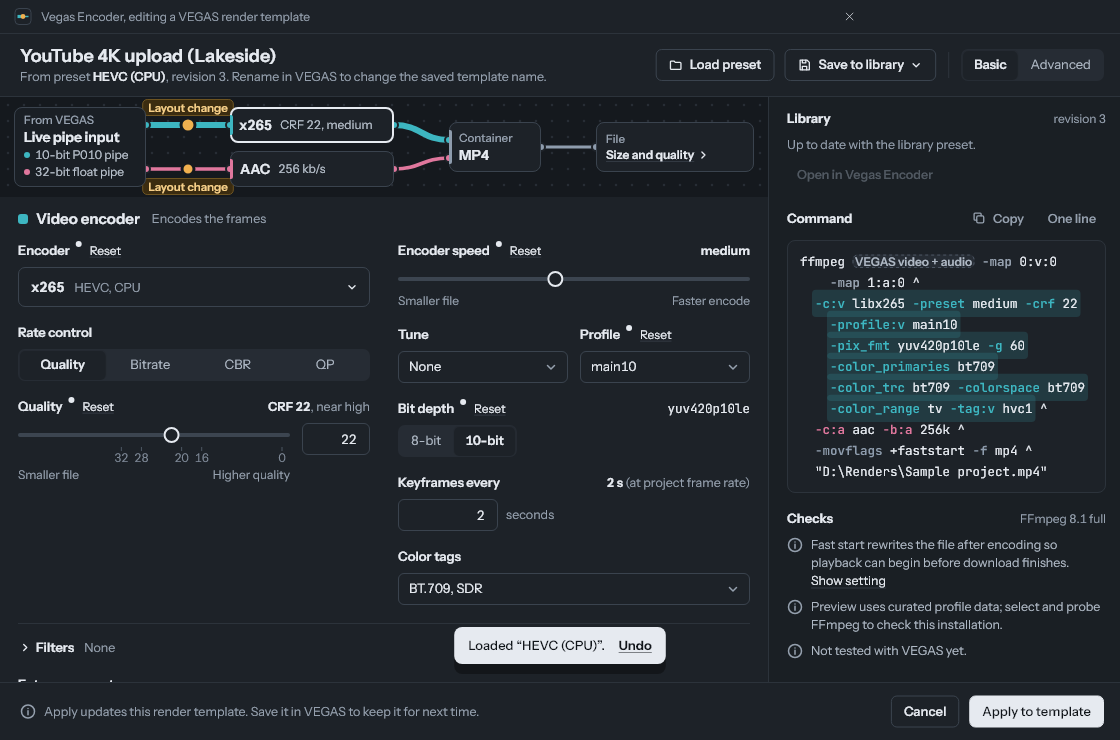 Vegas Encoder, editing a VEGAS render template
YouTube 4K upload (Lakeside)
From preset HEVC (CPU), revision 3. Rename in VEGAS to change the saved template name.
Load preset
Save to library
Basic
Advanced
From VEGAS
Live pipe input
10-bit P010 pipe
32-bit float pipe
Layout change
Layout change
x265 CRF 22, medium
AAC 256 kb/s
Container
MP4
File
Size and quality
Video encoder Encodes the frames
Encoder Reset
x265 HEVC, CPU
Rate control
Quality Bitrate CBR QP
Quality Reset CRF 22, near high
22
32 28 20 16 0
Smaller file Higher quality
Encoder speed Reset medium
Smaller file Faster encode
Tune
None
Profile Reset
main10
Bit depth Reset yuv420p10le
8-bit 10-bit
Keyframes every 2 s (at project frame rate)
2 seconds
Color tags
BT.709, SDR
Filters None
Loaded “HEVC (CPU)”. Undo
Library revision 3
Up to date with the library preset.
Open in Vegas Encoder
Command Copy One line
ffmpeg VEGAS video + audio -map 0:v:0
-map 1:a:0 ^
-c:v libx265 -preset medium -crf 22
-profile:v main10
-pix_fmt yuv420p10le -g 60
-color_primaries bt709
-color_trc bt709 -colorspace bt709
-color_range tv -tag:v hvc1 ^
-c:a aac -b:a 256k ^
-movflags +faststart -f mp4 ^
"D:\Renders\Sample project.mp4"
Checks FFmpeg 8.1 full
Fast start rewrites the file after encoding so
playback can begin before download finishes.
Show setting
Preview uses curated profile data; select and probe
FFmpeg to check this installation.
Not tested with VEGAS yet.
Apply updates this render template. Save it in VEGAS to keep it for next time.
Cancel
Apply to template